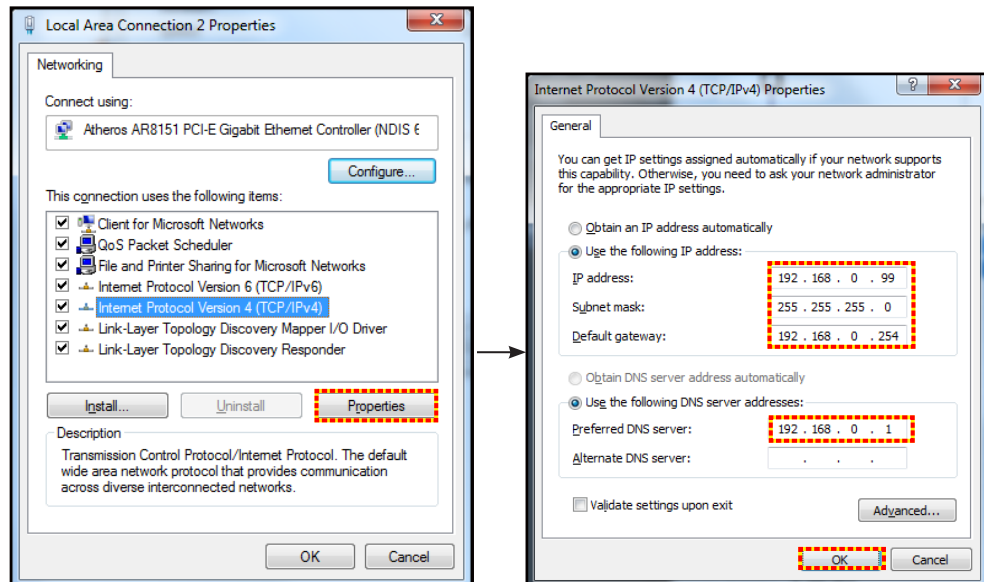 Local Area Connection 2 Properties
Networking
Connect using:
Atheros AR8151 PCI-E Gigabit Ethernet Controller (NDIS 6
Configure...
This connection uses the following items:
Client for Microsoft Networks
QoS Packet Scheduler
File and Printer Sharing for Microsoft Networks
Internet Protocol Version 6 (TCP/IPv6)
Internet Protocol Version 4 (TCP/IPv4)
Link-Layer Topology Discovery Mapper I/O Driver
Link-Layer Topology Discovery Responder
Install...
Uninstall
Properties
Description
Transmission Control Protocol/Internet Protocol. The default
wide area network protocol that provides communication
across diverse interconnected networks.
OK
Cancel
Internet Protocol Version 4 (TCP/IPv4) Properties
?
General
You can get IP settings assigned automatically if your network supports
this capability. Otherwise, you need to ask your network administrator
for the appropriate IP settings.
Obtain an IP address automatically
Use the following IP address:
IP address: 192 . 168 . 0 . 99
Subnet mask: 255 . 255 . 255 . 0
Default gateway: 192 . 168 . 0 . 254
Obtain DNS server address automatically
Use the following DNS server addresses:
Preferred DNS server: 192 . 168 . 0 . 1
Alternate DNS server: . . .
Validate settings upon exit
Advanced...
OK
Cancel